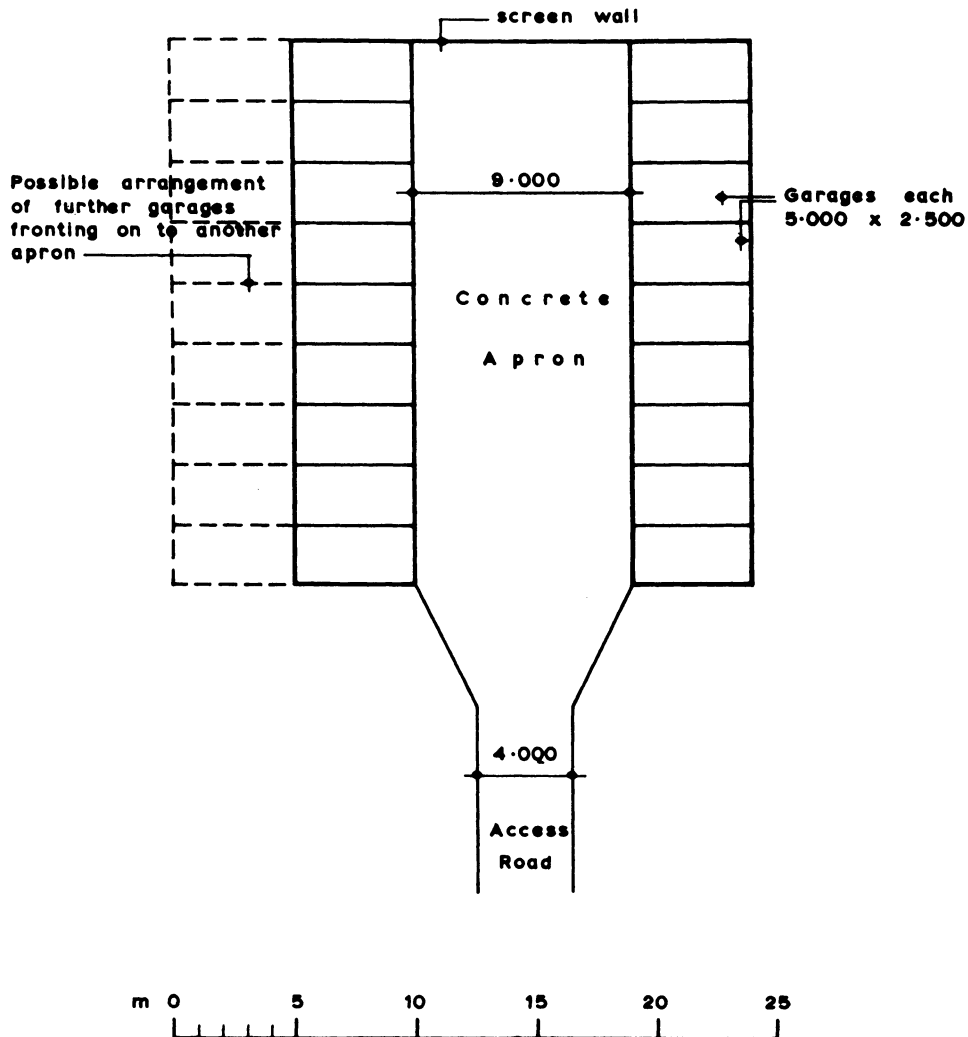 screen wall
Possible arrangement
of further garages
fronting on to another
apron
9·000
Garages each
5·000 x 2·500
Concrete
Apron
4·000
Access
Road
m 0 5 10 15 20 25